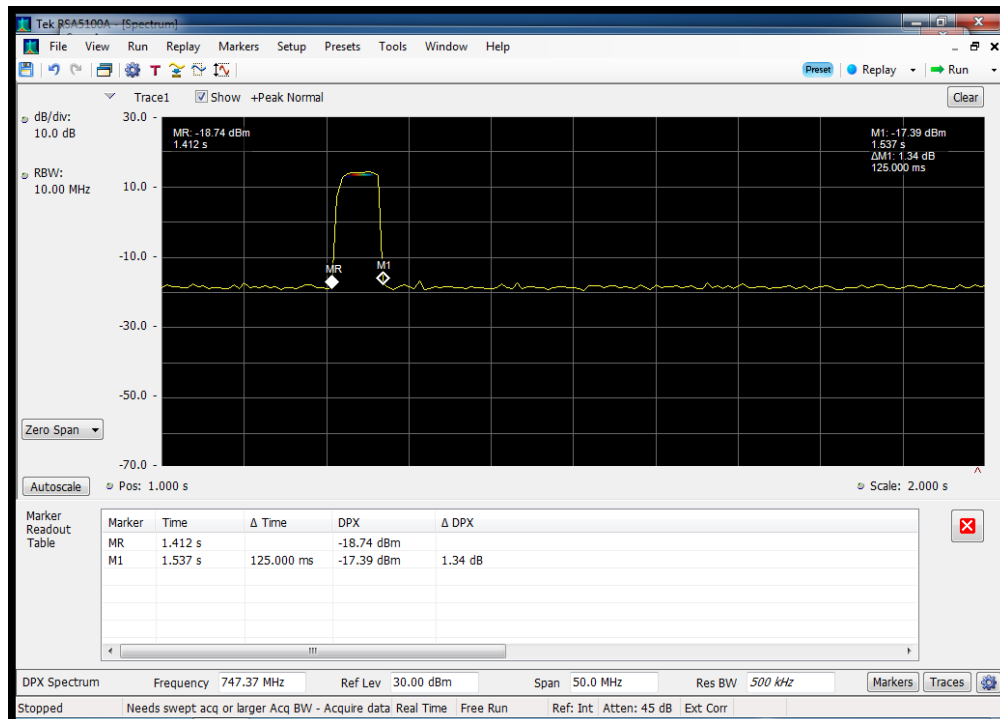 Tek RSA5100A - [Spectrum]
File View Run Replay Markers Setup Presets Tools Window Help
T Preset Replay Run
Trace1 Show +Peak Normal Clear
dB/div:
10.0 dB
RBW:
10.00 MHz
30.0
10.0
-10.0
-30.0
-50.0
-70.0
MR: -18.74 dBm
1.412 s
M1: -17.39 dBm
1.537 s
ΔM1: 1.34 dB
125.000 ms
MR M1
Zero Span
Autoscale Pos: 1.000 s Scale: 2.000 s
Marker
Readout
Table
Marker Time Δ Time DPX Δ DPX
MR 1.412 s -18.74 dBm
M1 1.537 s 125.000 ms -17.39 dBm 1.34 dB
DPX Spectrum Frequency 747.37 MHz Ref Lev 30.00 dBm Span 50.0 MHz Res BW 500 kHz Markers Traces
Stopped Needs swept acq or larger Acq BW - Acquire data Real Time Free Run Ref: Int Atten: 45 dB Ext Corr